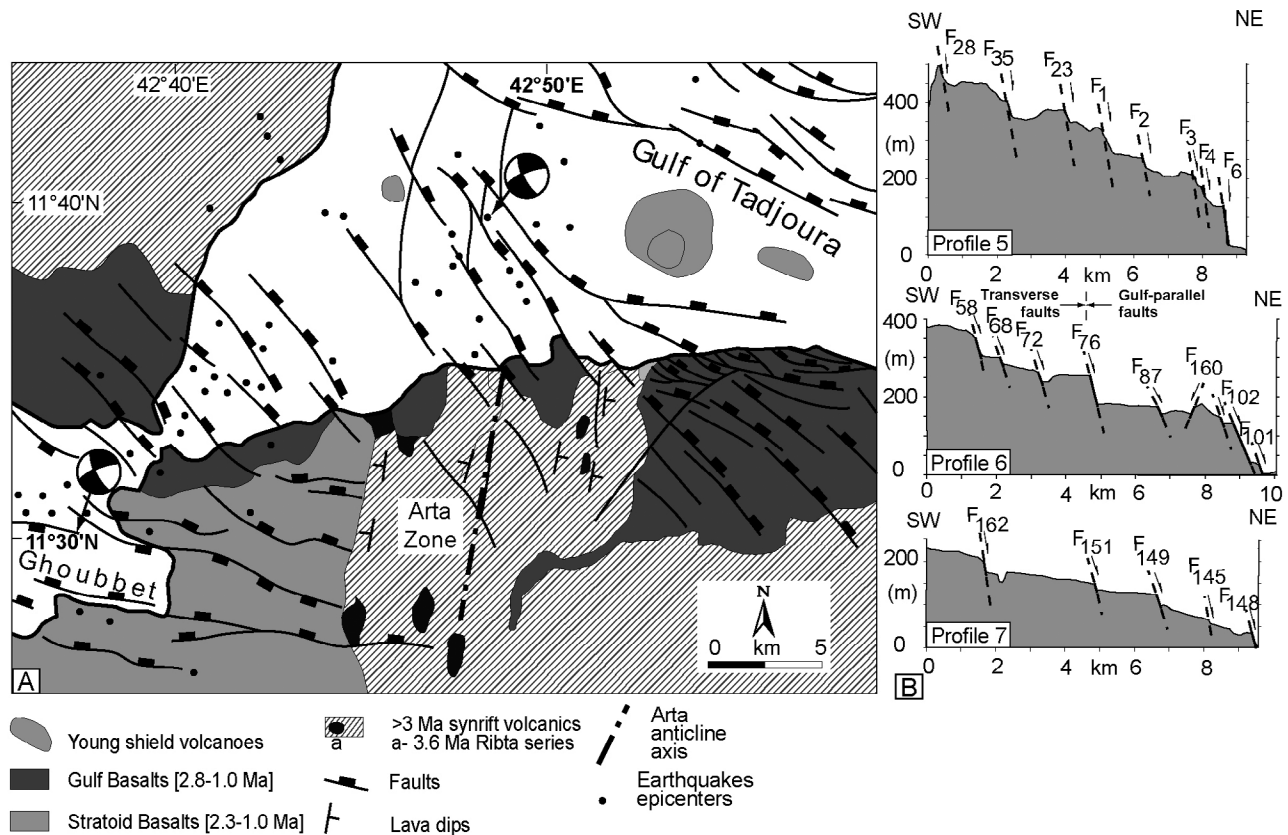 42°40'E
42°50'E
11°40'N
Gulf of Tadjoura
Arta
Zone
11°30'N
Ghoubbet
N
0 km 5
A
Young shield volcanoes
Gulf Basalts [2.8-1.0 Ma]
Stratoid Basalts [2.3-1.0 Ma]
>3 Ma synrift volcanics
a
a- 3.6 Ma Ribta series
Faults
Lava dips
Arta
anticline
axis
Earthquakes
epicenters
B
SW NE
F28 F35 F23 F1 F2 F3 F4 F6
400
(m)
200
0
Profile 5
0 2 4 km 6 8
SW NE
Transverse
faults
Gulf-parallel
faults
F58 F68 F72 F76 F87 F160 F102 F101
400
(m)
200
0
Profile 6
0 2 4 km 6 8 10
SW NE
F162 F151 F149 F145 F148
200
(m)
0
Profile 7
0 2 4 km 6 8